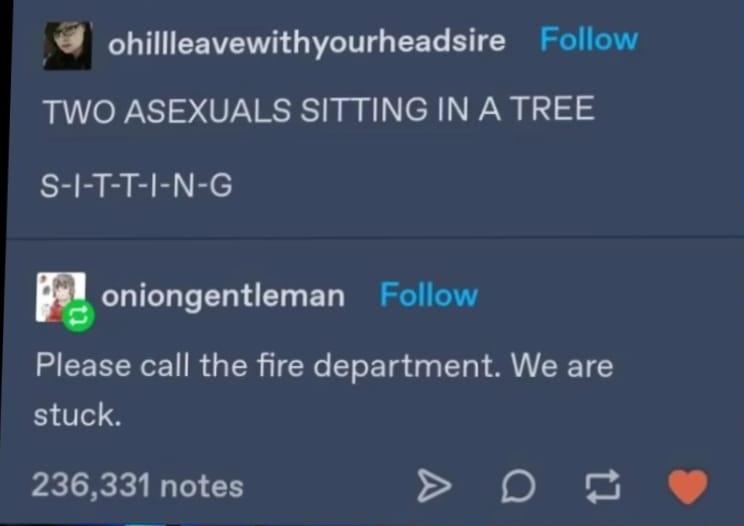 ohillleavewithyourheadsire Follow
TWO ASEXUALS SITTING IN A TREE
S-I-T-T-I-N-G
oniongentleman Follow
Please call the fire department. We are
stuck.
236,331 notes